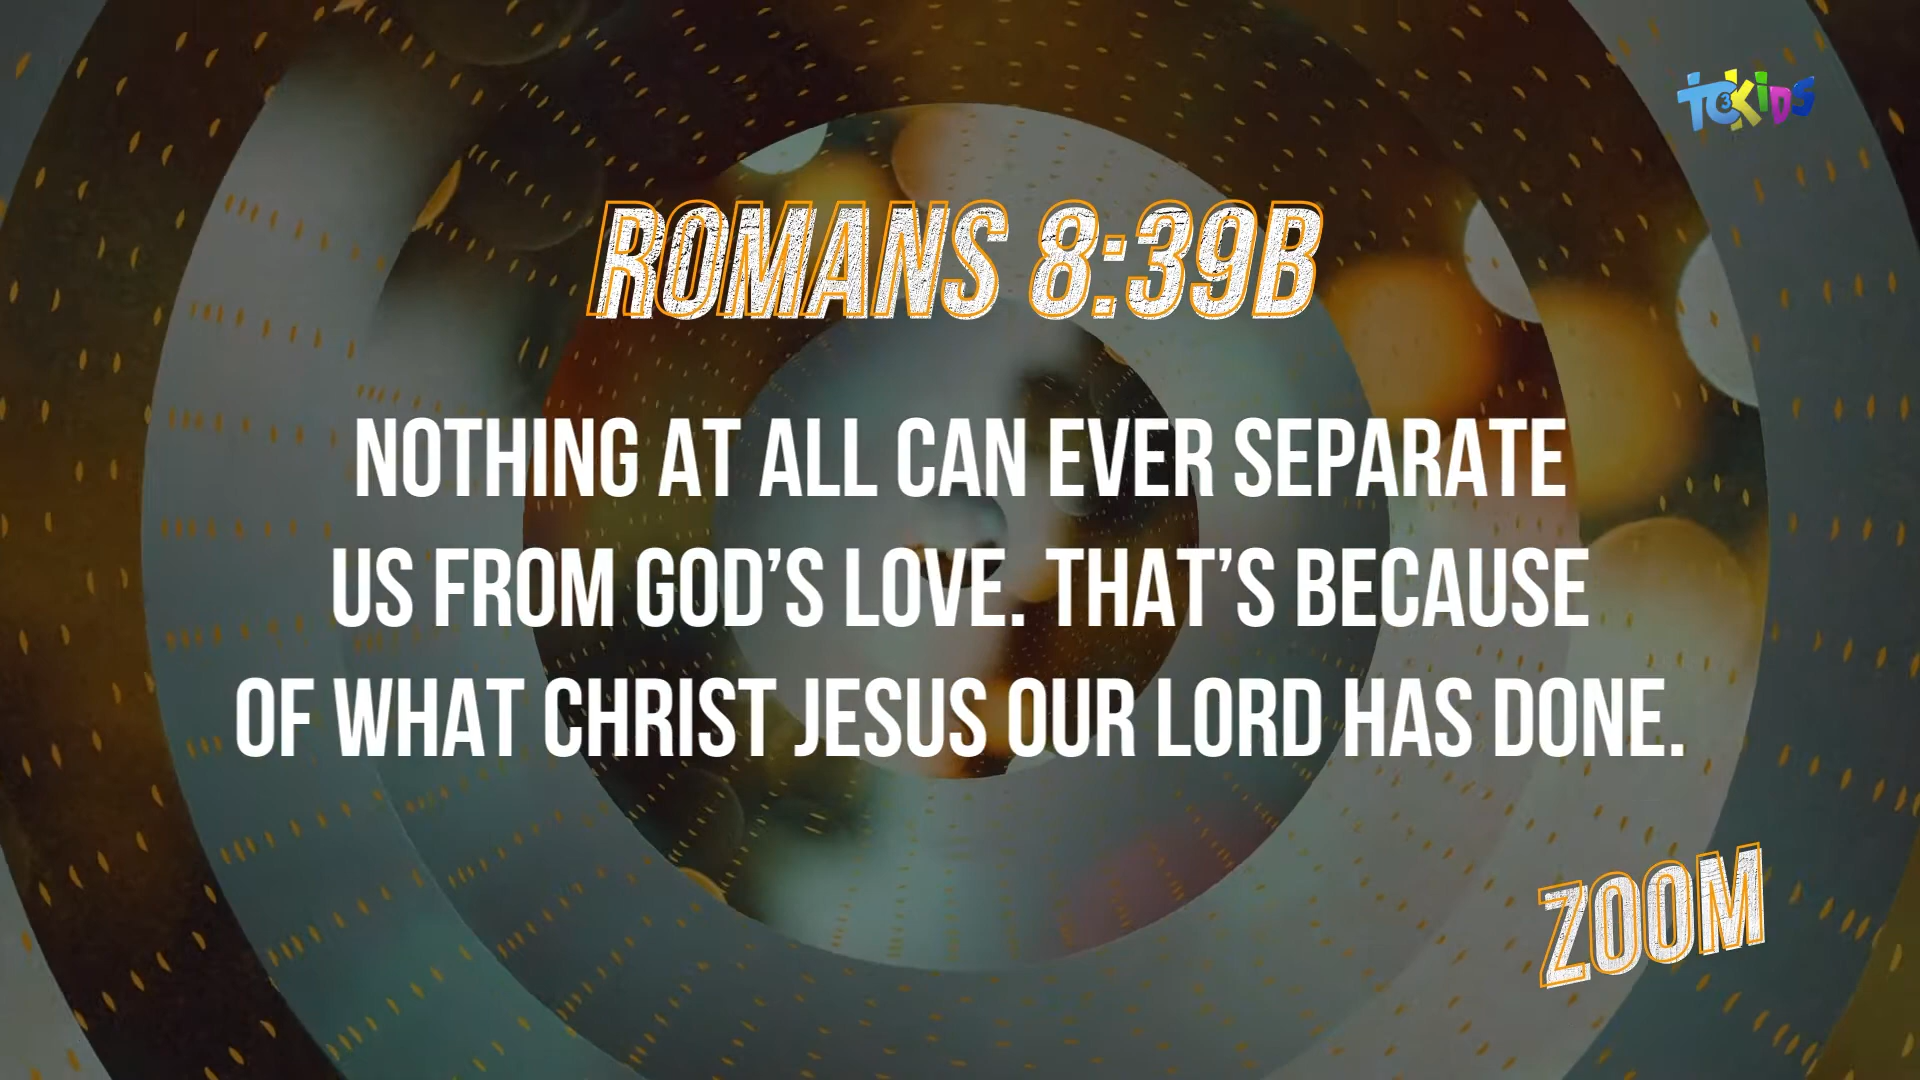 TC3KIDS
ROMANS 8:39B
NOTHING AT ALL CAN EVER SEPARATE
US FROM GOD’S LOVE. THAT’S BECAUSE
OF WHAT CHRIST JESUS OUR LORD HAS DONE.
ZOOM